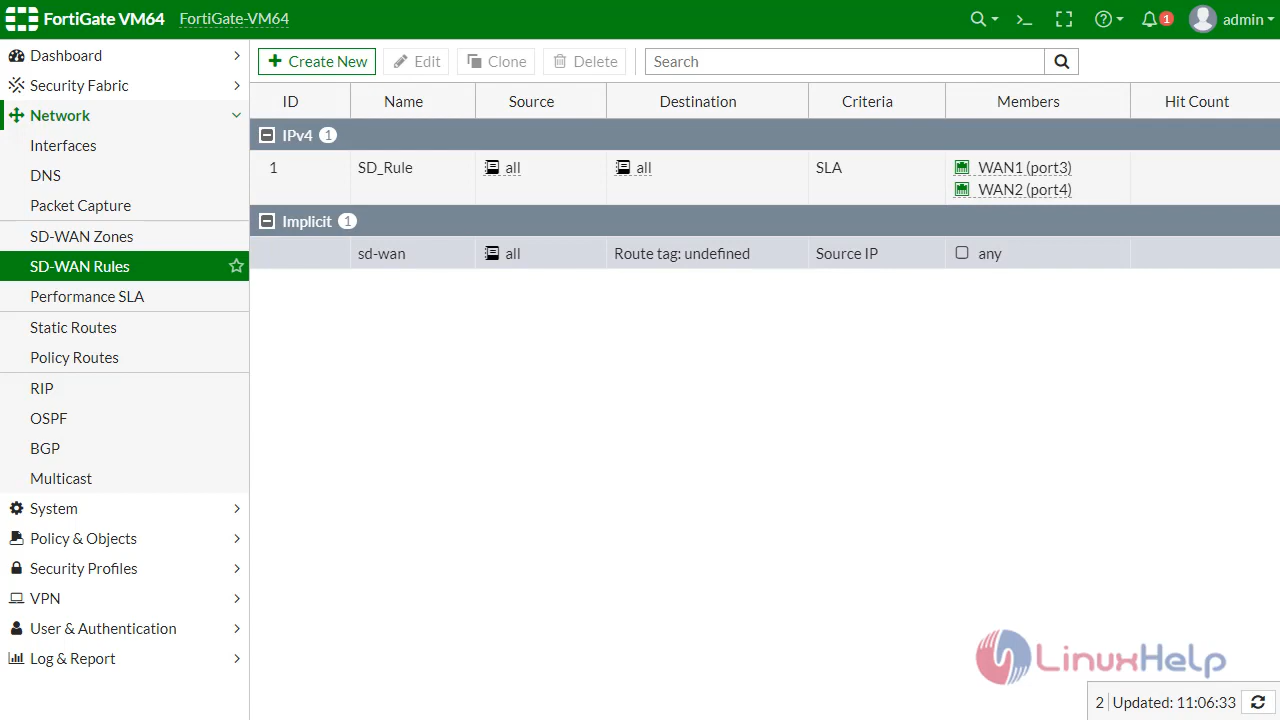 FortiGate VM64 FortiGate-VM64 >_ ? 1 admin
Dashboard
Security Fabric
Network
Interfaces
DNS
Packet Capture
SD-WAN Zones
SD-WAN Rules
Performance SLA
Static Routes
Policy Routes
RIP
OSPF
BGP
Multicast
System
Policy & Objects
Security Profiles
VPN
User & Authentication
Log & Report
+ Create New Edit Clone Delete Search
ID Name Source Destination Criteria Members Hit Count
IPv4 1
1 SD_Rule all all SLA WAN1 (port3)
WAN2 (port4)
Implicit 1
sd-wan all Route tag: undefined Source IP any
LinuxHelp
2 Updated: 11:06:33